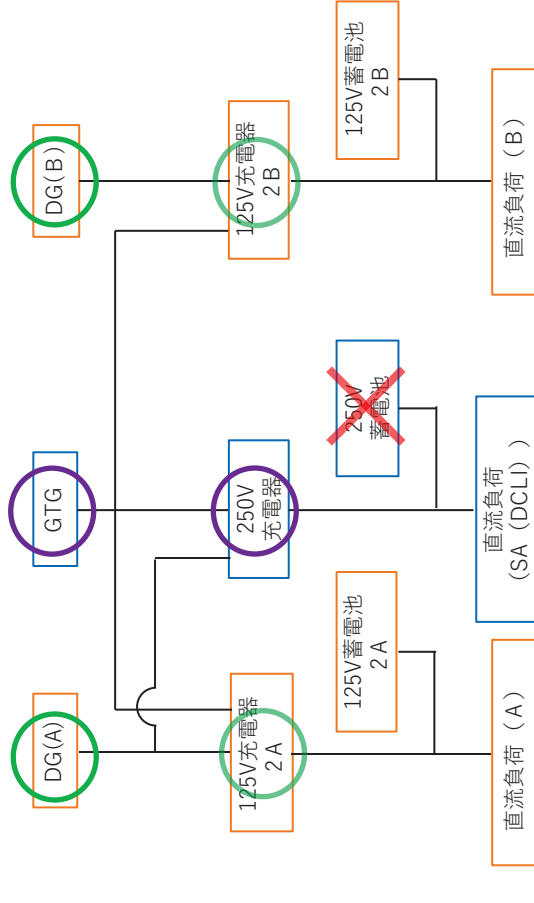 DG(A)
GTG
DG(B)
125V充電器
2A
250V
充電器
125V充電器
2B
125V蓄電池
2A
250V
蓄電池
125V蓄電池
2B
直流負荷（A）
直流負荷
(SA（DCLI）)
直流負荷（B）